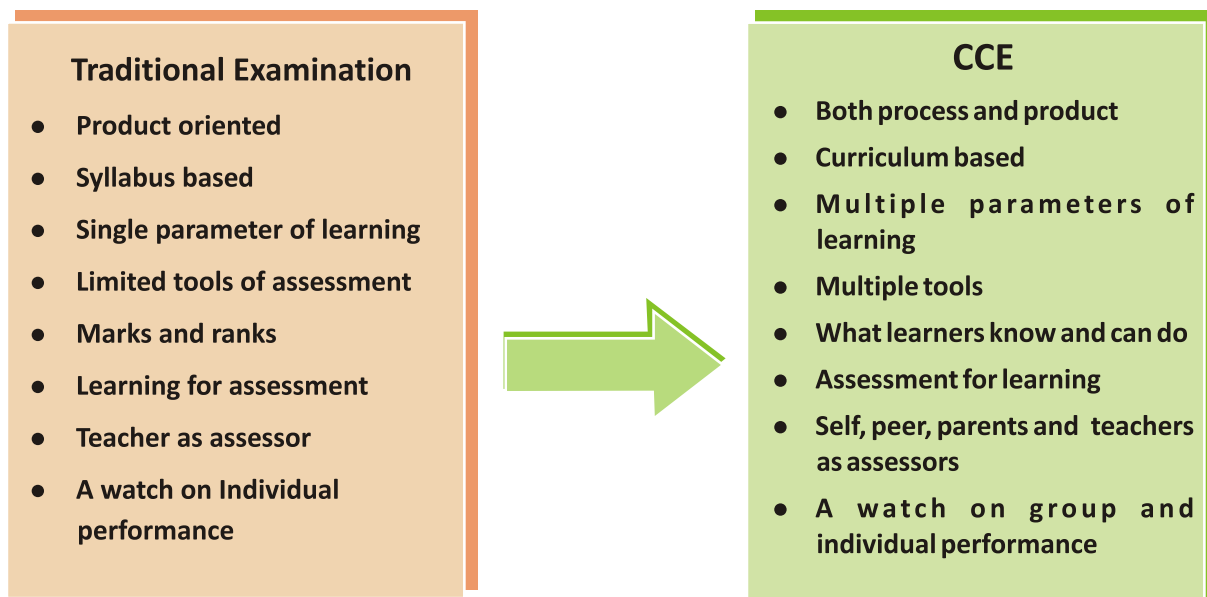 Traditional Examination
● Product oriented
● Syllabus based
● Single parameter of learning
● Limited tools of assessment
● Marks and ranks
● Learning for assessment
● Teacher as assessor
● A watch on Individual
performance
CCE
● Both process and product
● Curriculum based
● Multiple parameters of
learning
● Multiple tools
● What learners know and can do
● Assessment for learning
● Self, peer, parents and teachers
as assessors
● A watch on group and
individual performance